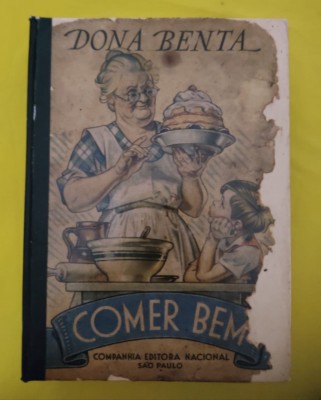 DONA BENTA
COMER BEM
COMPANHIA EDITORA NACIONAL
SÃO PAULO